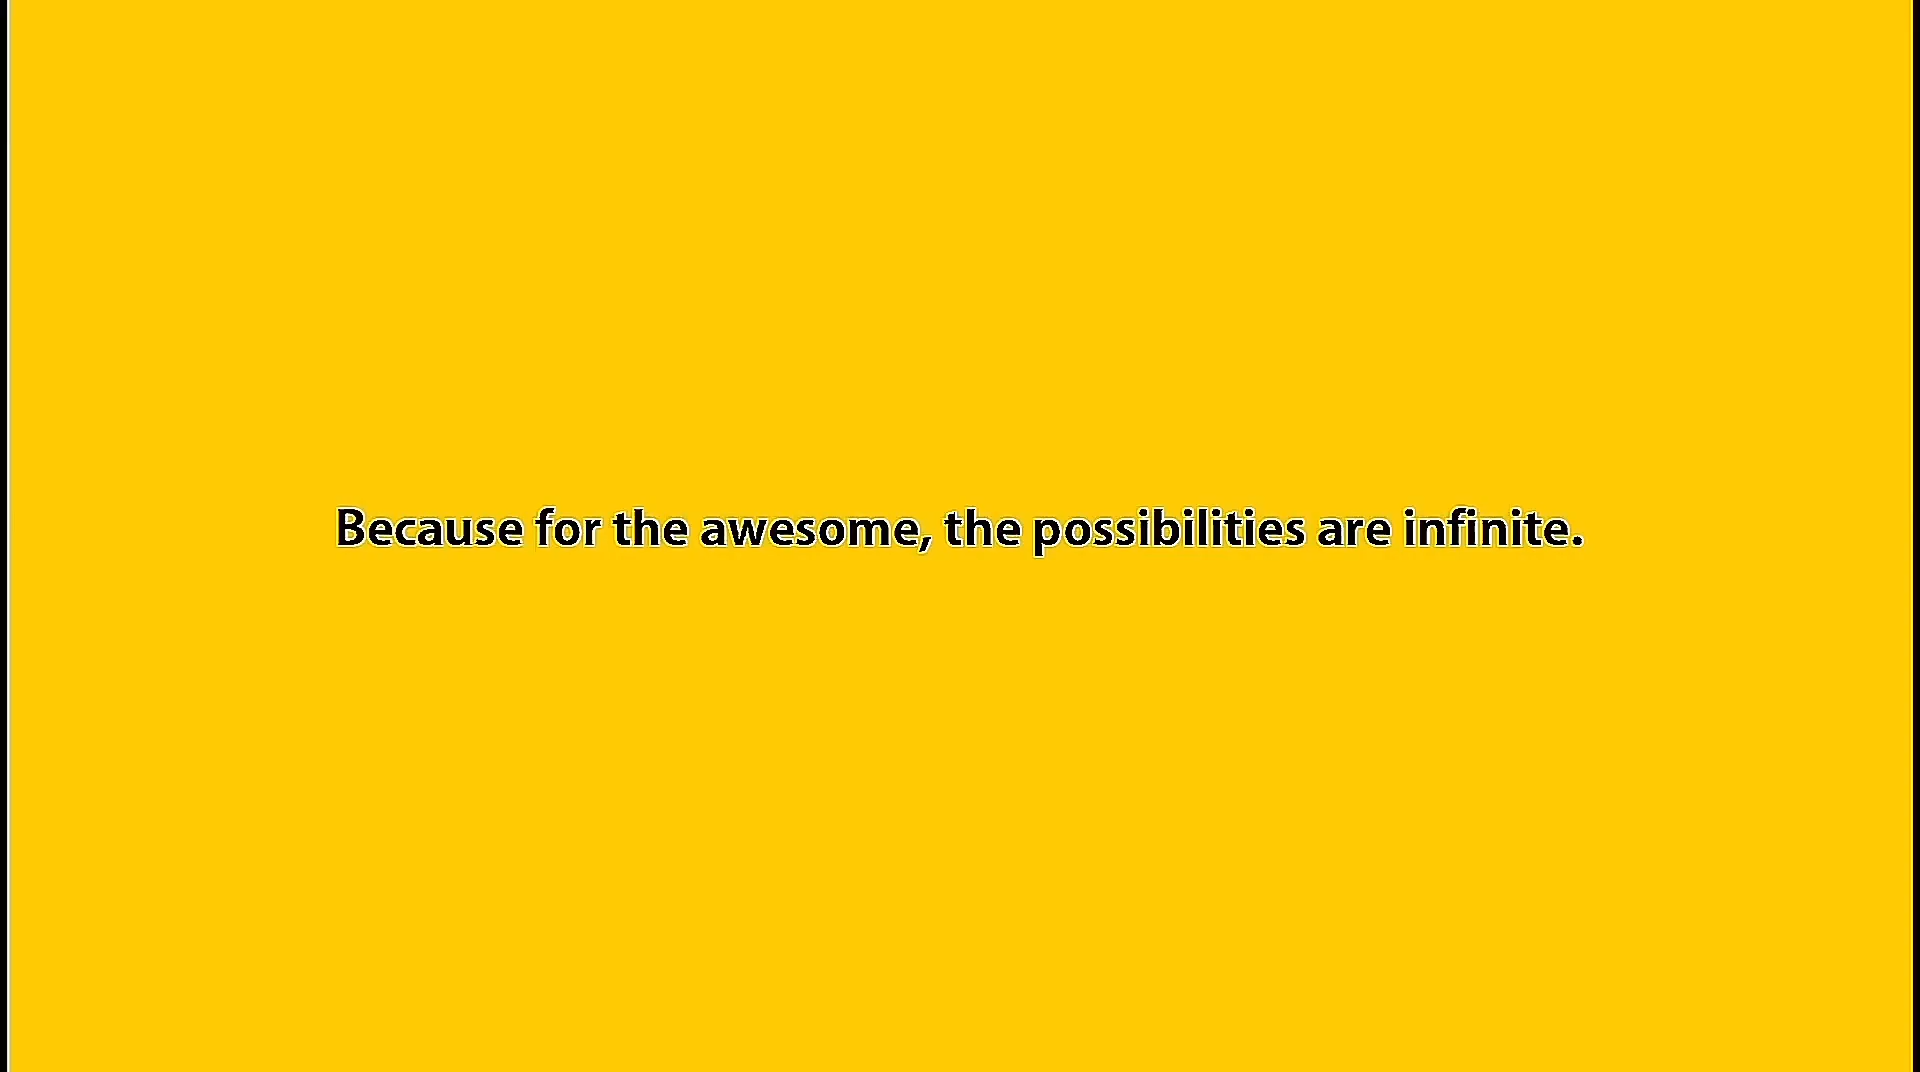 Because for the awesome, the possibilities are infinite.